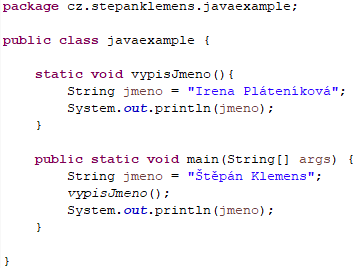 package cz.stepanklemens.javaexample;
public class javaexample {
static void vypisJmeno(){
String jmeno = "Irena Pláteníková";
System.out.println(jmeno);
}
public static void main(String[] args) {
String jmeno = "Štěpán Klemens";
vypisJmeno();
System.out.println(jmeno);
}
}